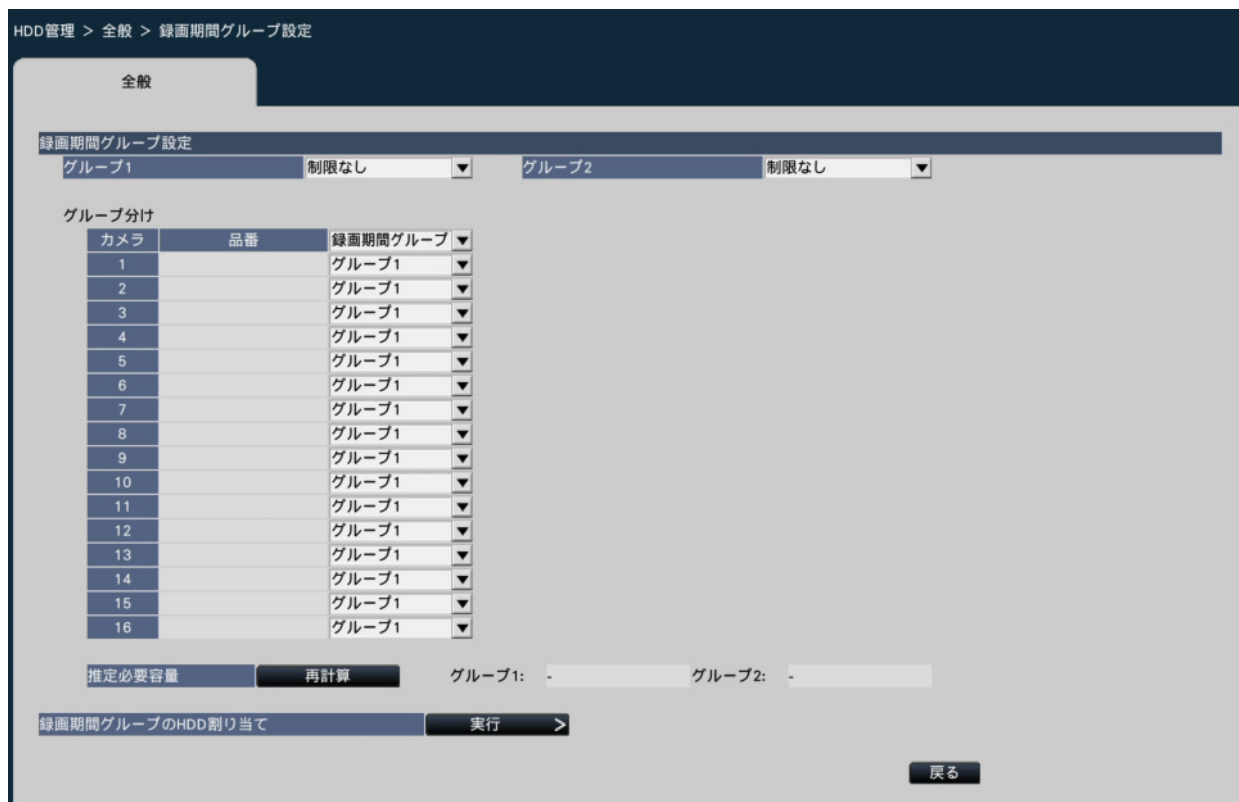 HDD管理 > 全般 > 録画期間グループ設定
全般
録画期間グループ設定
グループ1 制限なし ▼ グループ2 制限なし ▼
グループ分け
カメラ 品番 録画期間グループ ▼
1 グループ1 ▼
2 グループ1 ▼
3 グループ1 ▼
4 グループ1 ▼
5 グループ1 ▼
6 グループ1 ▼
7 グループ1 ▼
8 グループ1 ▼
9 グループ1 ▼
10 グループ1 ▼
11 グループ1 ▼
12 グループ1 ▼
13 グループ1 ▼
14 グループ1 ▼
15 グループ1 ▼
16 グループ1 ▼
推定必要容量 再計算 グループ1: - グループ2: -
録画期間グループのHDD割り当て 実行 >
戻る